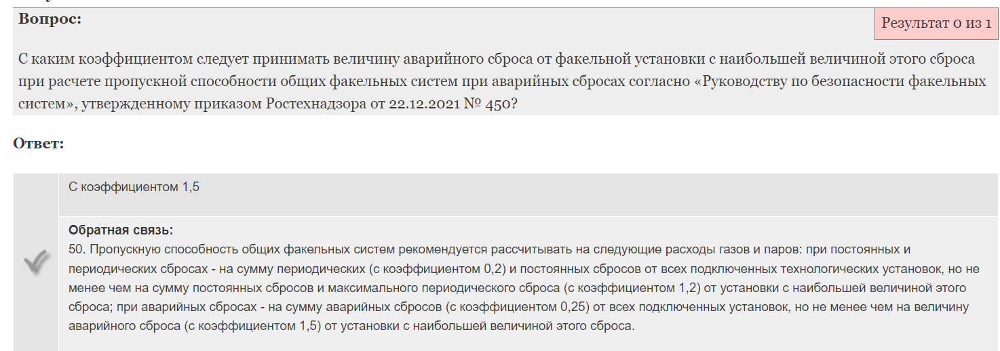 Вопрос:
Результат 0 из 1
С каким коэффициентом следует принимать величину аварийного сброса от факельной установки с наибольшей величиной этого сброса
при расчете пропускной способности общих факельных систем при аварийных сбросах согласно «Руководству по безопасности факельных
систем», утвержденному приказом Ростехнадзора от 22.12.2021 № 450?
Ответ:
С коэффициентом 1,5
Обратная связь:
50. Пропускную способность общих факельных систем рекомендуется рассчитывать на следующие расходы газов и паров: при постоянных и
периодических сбросах - на сумму периодических (с коэффициентом 0,2) и постоянных сбросов от всех подключенных технологических установок, но не
менее чем на сумму постоянных сбросов и максимального периодического сброса (с коэффициентом 1,2) от установки с наибольшей величиной этого
сброса; при аварийных сбросах - на сумму аварийных сбросов (с коэффициентом 0,25) от всех подключенных установок, но не менее чем на величину
аварийного сброса (с коэффициентом 1,5) от установки с наибольшей величиной этого сброса.